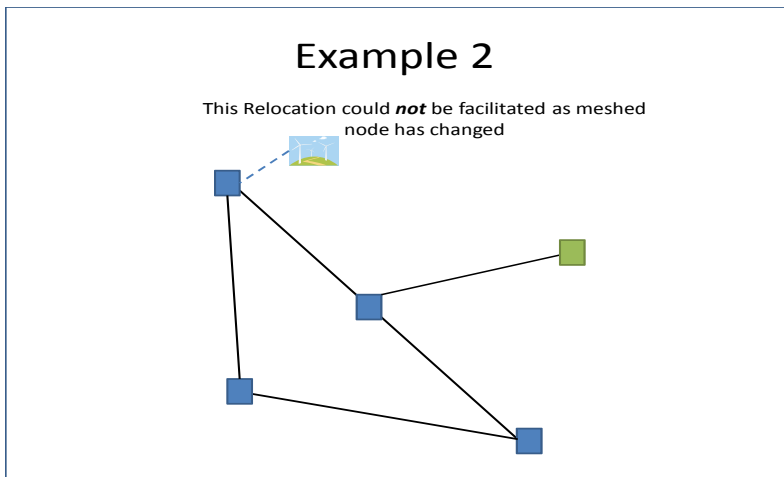 Example 2
This Relocation could not be facilitated as meshed
node has changed